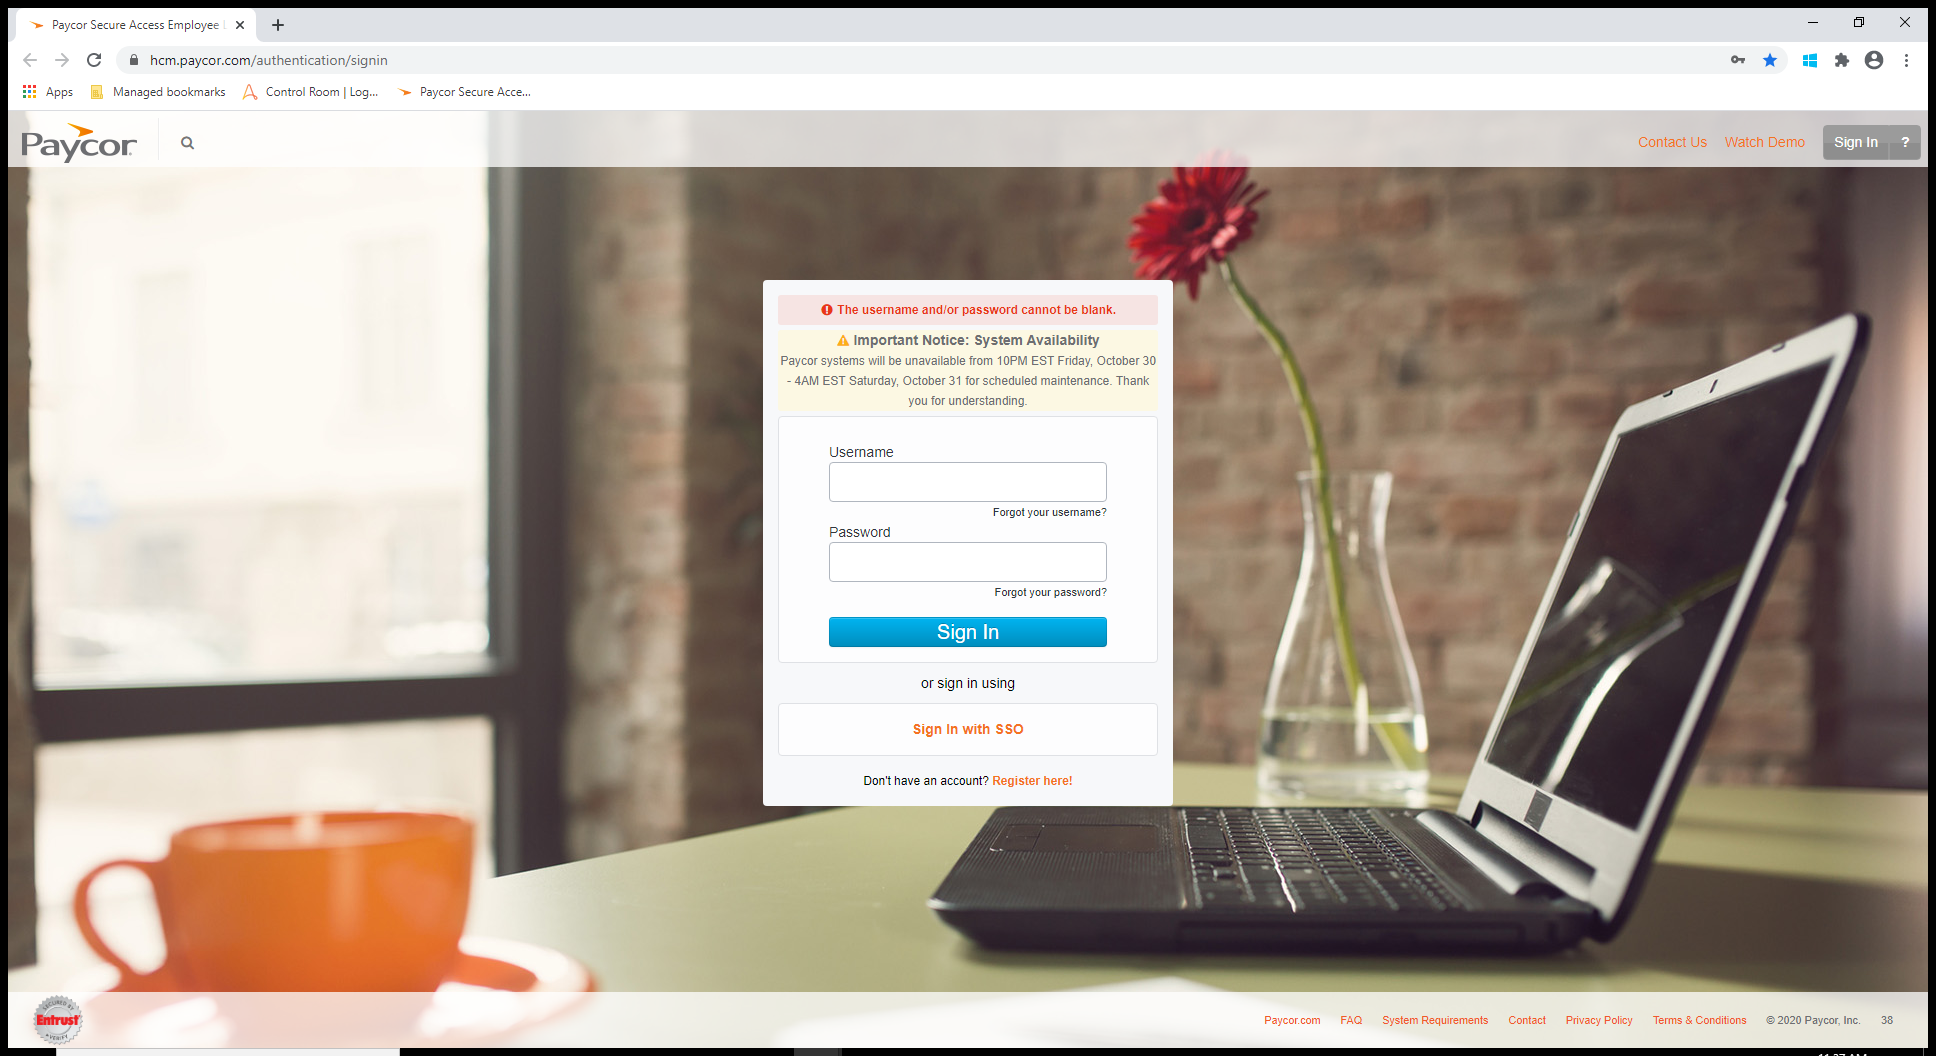 Paycor Secure Access Employee
hcm.paycor.com/authentication/signin
Apps
Managed bookmarks
Control Room | Log...
Paycor Secure Acce...
Paycor
Contact Us
Watch Demo
Sign In
?
The username and/or password cannot be blank.
Important Notice: System Availability
Paycor systems will be unavailable from 10PM EST Friday, October 30
- 4AM EST Saturday, October 31 for scheduled maintenance. Thank
you for understanding.
Username
Forgot your username?
Password
Forgot your password?
Sign In
or sign in using
Sign In with SSO
Don't have an account? Register here!
SECURED BY
Entrust
VERIFY
Paycor.com
FAQ
System Requirements
Contact
Privacy Policy
Terms & Conditions
© 2020 Paycor, Inc.
38